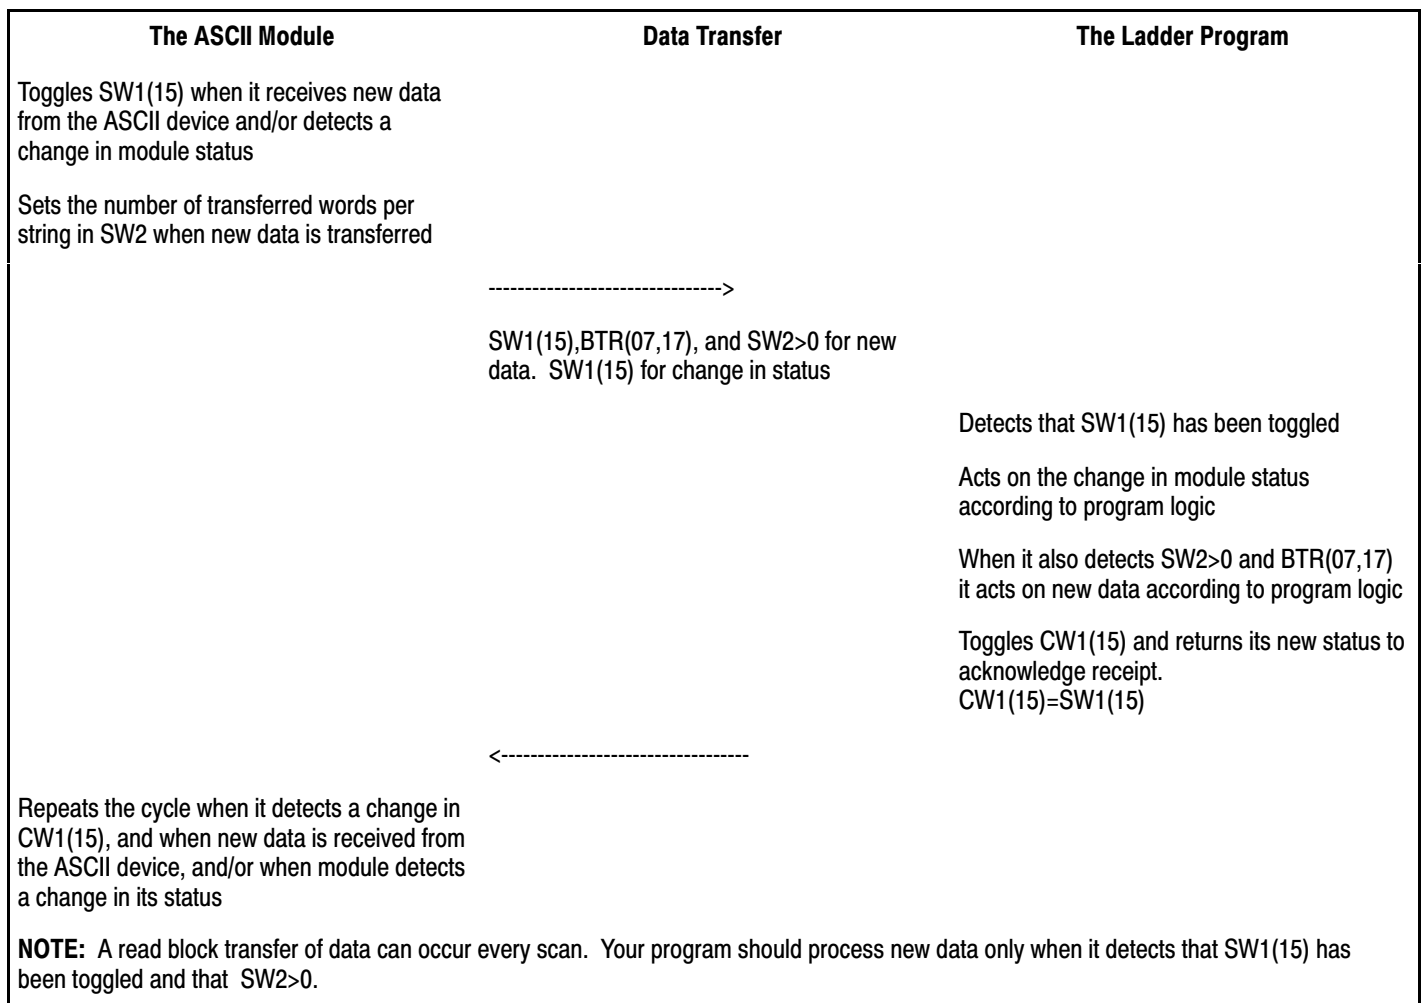 The ASCII Module Data Transfer The Ladder Program
Toggles SW1(15) when it receives new data
from the ASCII device and/or detects a
change in module status
Sets the number of transferred words per
string in SW2 when new data is transferred
-------------------------------->
SW1(15),BTR(07,17), and SW2>0 for new
data.  SW1(15) for change in status
Detects that SW1(15) has been toggled
Acts on the change in module status
according to program logic
When it also detects SW2>0 and BTR(07,17)
it acts on new data according to program logic
Toggles CW1(15) and returns its new status to
acknowledge receipt.
CW1(15)=SW1(15)
<----------------------------------
Repeats the cycle when it detects a change in
CW1(15), and when new data is received from
the ASCII device, and/or when module detects
a change in its status
NOTE:  A read block transfer of data can occur every scan.  Your program should process new data only when it detects that SW1(15) has
been toggled and that  SW2>0.